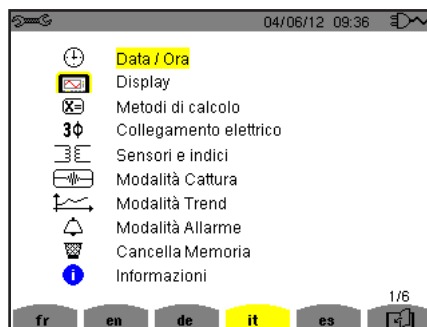 04/06/12 09:36
Data / Ora
Display
X= Metodi di calcolo
3Φ Collegamento elettrico
Sensori e indici
Modalità Cattura
Modalità Trend
Modalità Allarme
Cancella Memoria
i Informazioni
1/6
fr en de it es